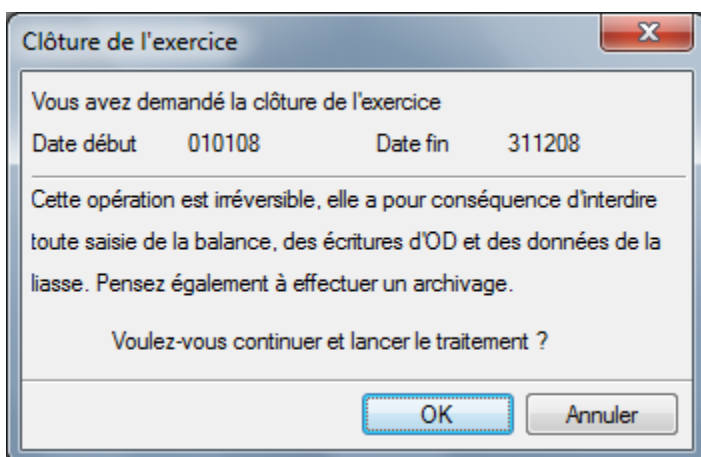 Clôture de l'exercice
Vous avez demandé la clôture de l'exercice
Date début 010108 Date fin 311208
Cette opération est irréversible, elle a pour conséquence d'interdire
toute saisie de la balance, des écritures d'OD et des données de la
liasse. Pensez également à effectuer un archivage.
Voulez-vous continuer et lancer le traitement ?
OK Annuler